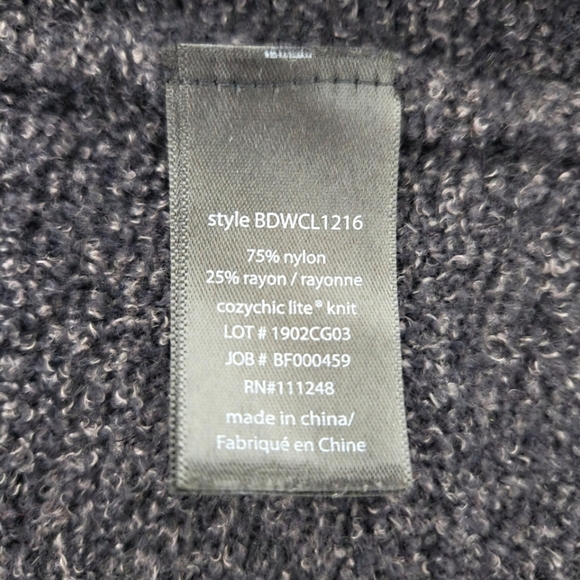 style BDWCL1216
75% nylon
25% rayon / rayonne
cozychic lite® knit
LOT # 1902CG03
JOB # BF000459
RN#111248
made in china/
Fabriqué en Chine